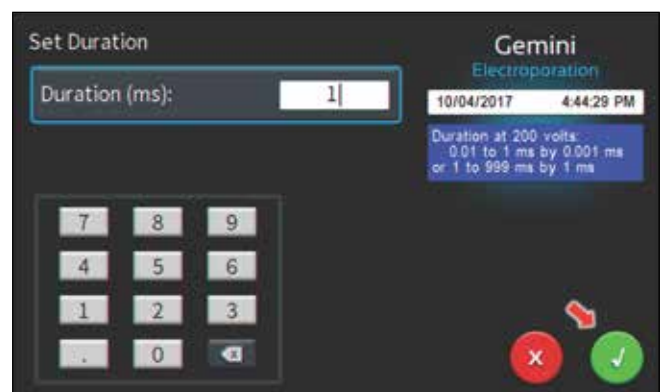 Set Duration
Duration (ms): 1
Gemini
Electroporation
10/04/2017 4:44:29 PM
Duration at 200 volts:
0.01 to 1 ms by 0.001 ms
or 1 to 999 ms by 1 ms
7 8 9
4 5 6
1 2 3
. 0